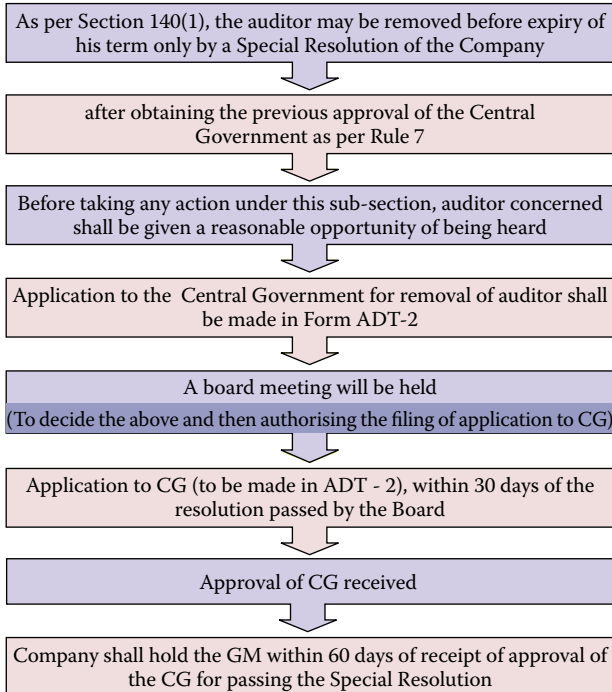 As per Section 140(1), the auditor may be removed before expiry of
his term only by a Special Resolution of the Company
after obtaining the previous approval of the Central
Government as per Rule 7
Before taking any action under this sub-section, auditor concerned
shall be given a reasonable opportunity of being heard
Application to the Central Government for removal of auditor shall
be made in Form ADT-2
A board meeting will be held
(To decide the above and then authorising the filing of application to CG)
Application to CG (to be made in ADT - 2), within 30 days of the
resolution passed by the Board
Approval of CG received
Company shall hold the GM within 60 days of receipt of approval of
the CG for passing the Special Resolution